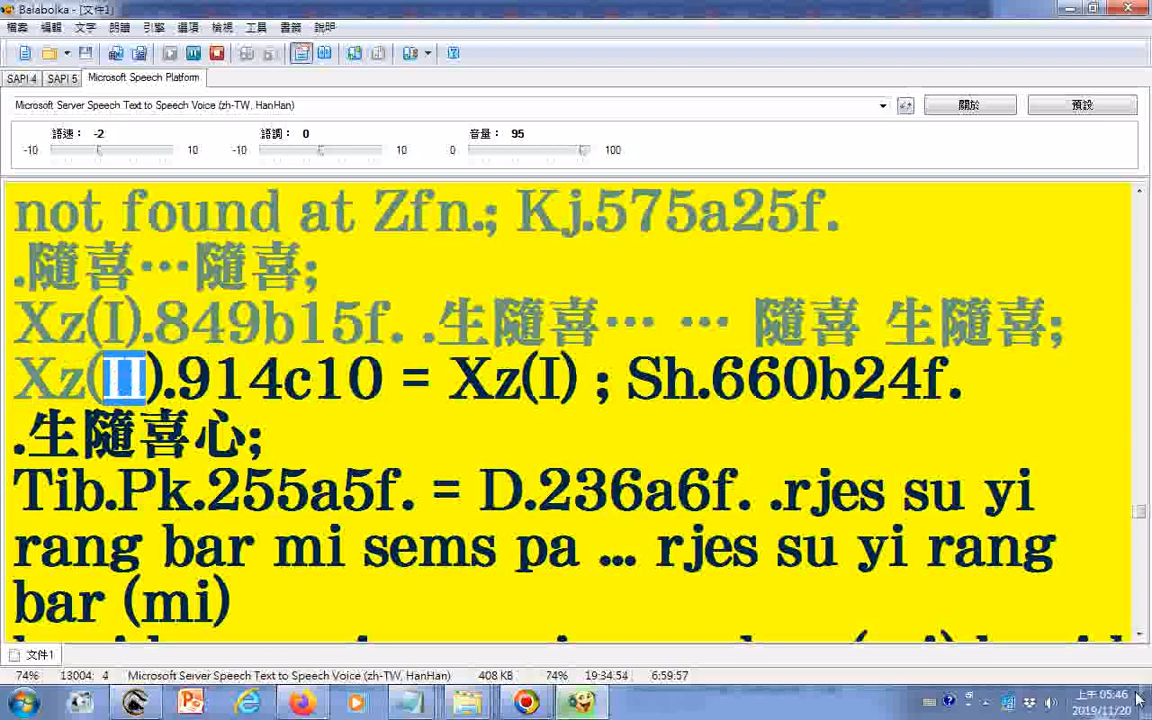 Balabolka - [文件1]
檔案 編輯 文字 朗讀 引擎 選項 檢視 工具 書籤 說明
SAPI 4 SAPI 5 Microsoft Speech Platform
Microsoft Server Speech Text to Speech Voice (zh-TW, HanHan) 關於 預設
語速： -2 語調： 0 音量： 95
-10 10 -10 10 0 100
not found at Zfn.; Kj.575a25f.
.隨喜…隨喜;
Xz(I).849b15f. .生隨喜… … 隨喜 生隨喜;
Xz(II).914c10 = Xz(I) ; Sh.660b24f.
.生隨喜心;
Tib.Pk.255a5f. = D.236a6f. .rjes su yi
rang bar mi sems pa ... rjes su yi rang
bar (mi)
文件1
74% 13004: 4 Microsoft Server Speech Text to Speech Voice (zh-TW, HanHan) 408 KB 74% 19:34:54 6:59:57
上午 05:46
2019/11/20